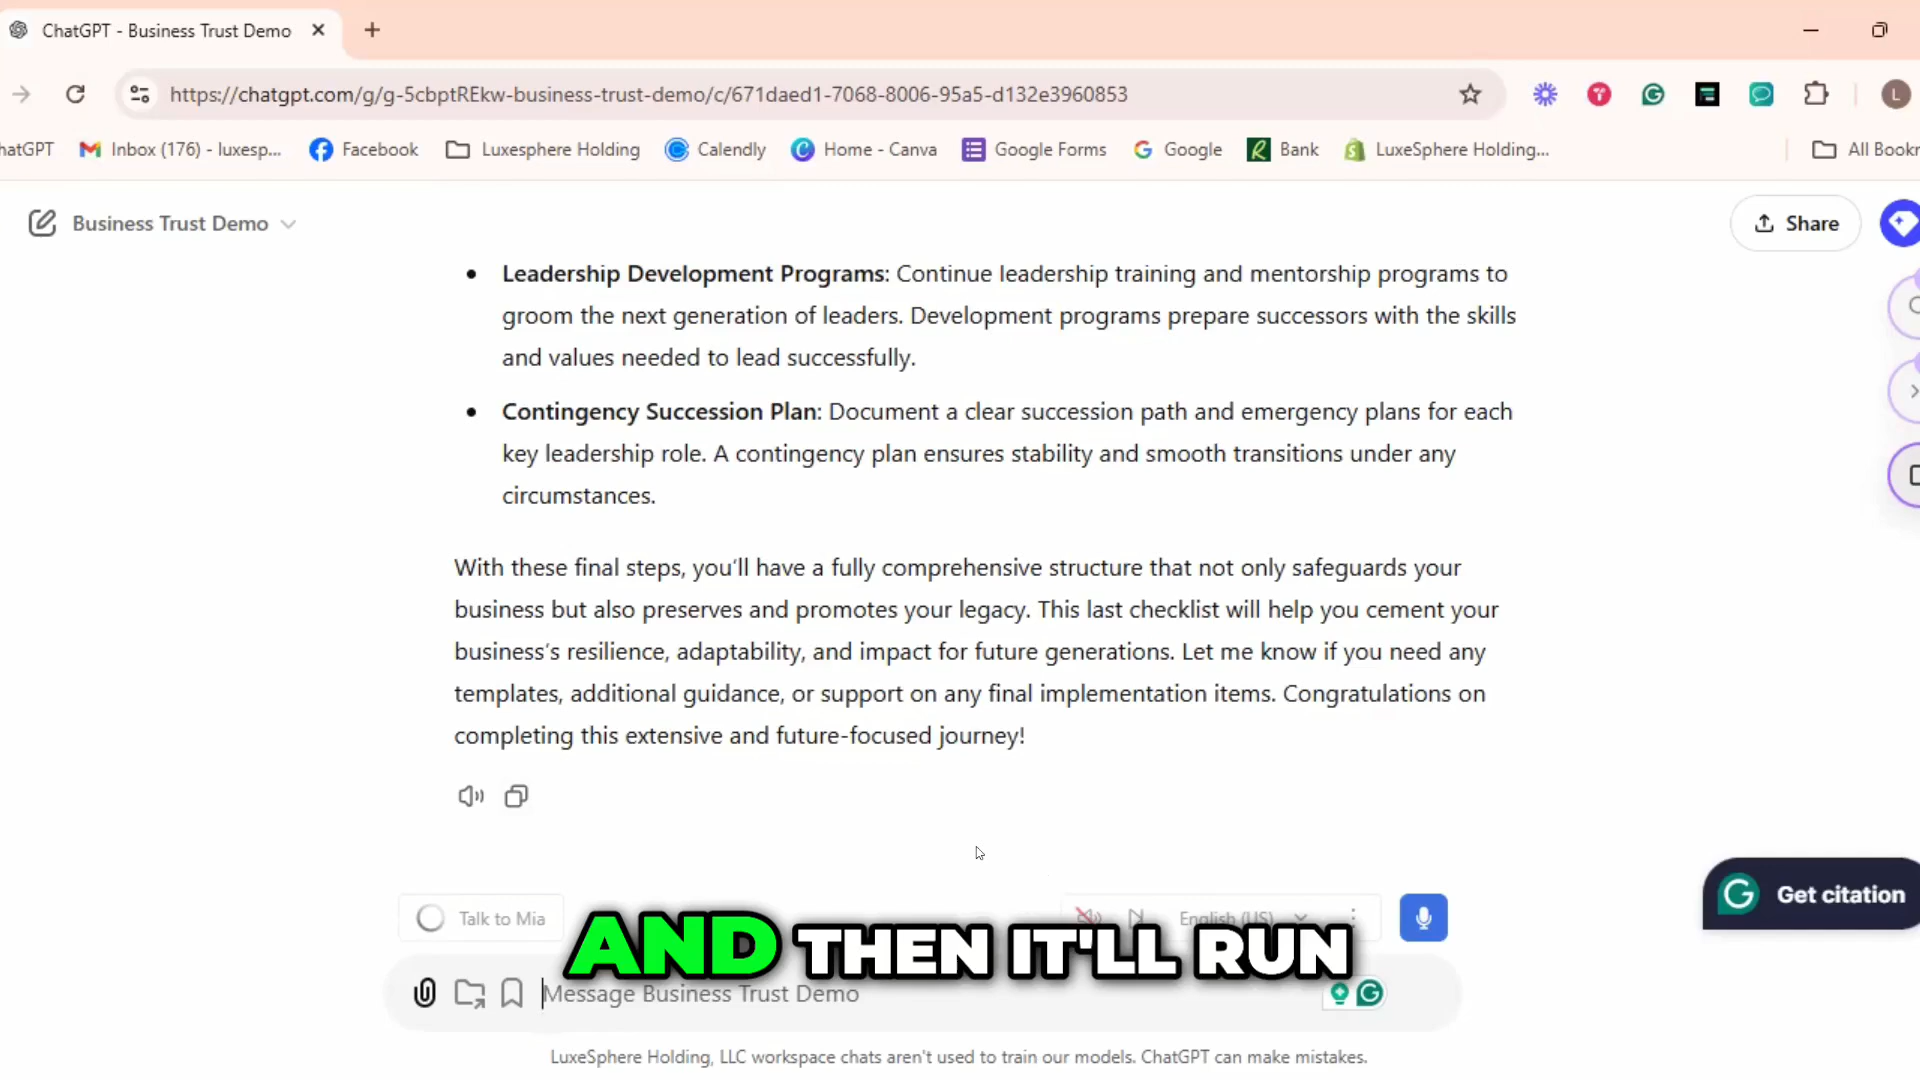 ChatGPT - Business Trust Demo
https://chatgpt.com/g/g-5cbptREkw-business-trust-demo/c/671daed1-7068-8006-95a5-d132e3960853
L
hatGPT Inbox (176) - luxesp... Facebook Luxesphere Holding Calendly Home - Canva Google Forms Google Bank LuxeSphere Holding... All Bookr
Business Trust Demo Share
• Leadership Development Programs: Continue leadership training and mentorship programs to
groom the next generation of leaders. Development programs prepare successors with the skills
and values needed to lead successfully.
• Contingency Succession Plan: Document a clear succession path and emergency plans for each
key leadership role. A contingency plan ensures stability and smooth transitions under any
circumstances.
With these final steps, you'll have a fully comprehensive structure that not only safeguards your
business but also preserves and promotes your legacy. This last checklist will help you cement your
business's resilience, adaptability, and impact for future generations. Let me know if you need any
templates, additional guidance, or support on any final implementation items. Congratulations on
completing this extensive and future-focused journey!
Get citation
Talk to Mia English (US)
AND THEN IT'LL RUN
Message Business Trust Demo
LuxeSphere Holding, LLC workspace chats aren't used to train our models. ChatGPT can make mistakes.